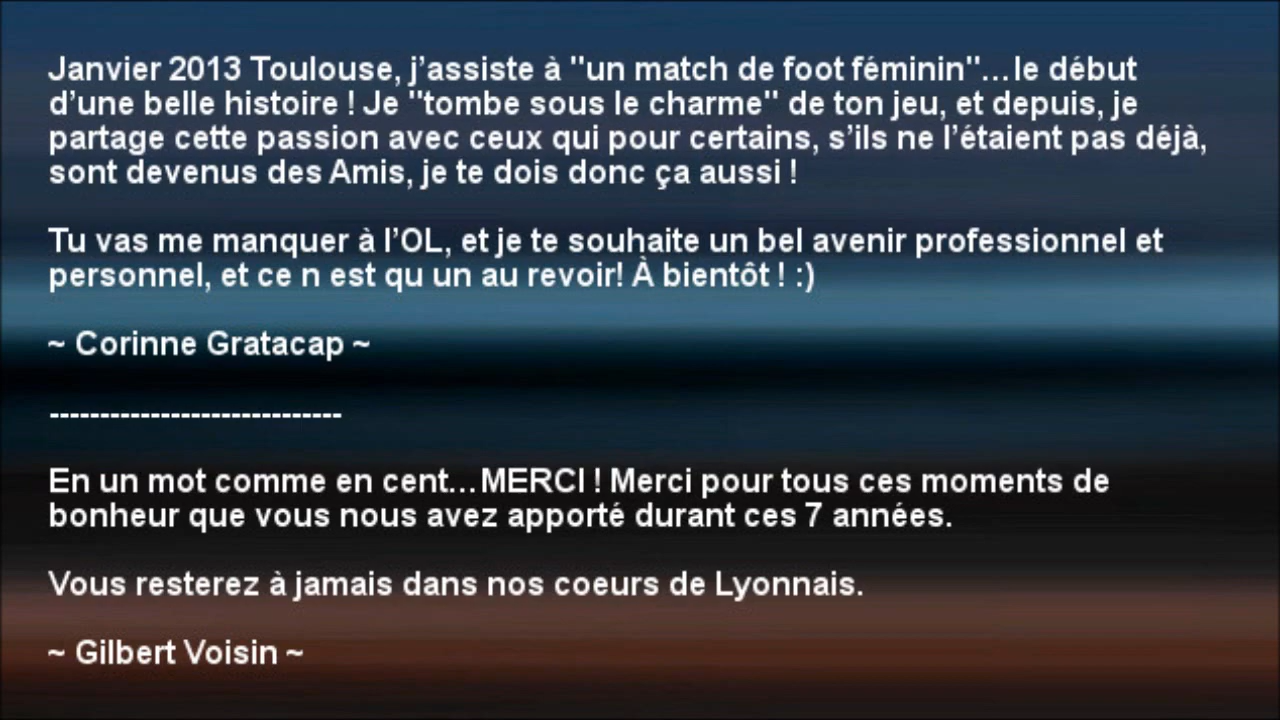 Janvier 2013 Toulouse, j’assiste à "un match de foot féminin"...le début
d’une belle histoire ! Je "tombe sous le charme" de ton jeu, et depuis, je
partage cette passion avec ceux qui pour certains, s’ils ne l’étaient pas déjà,
sont devenus des Amis, je te dois donc ça aussi !
Tu vas me manquer à l’OL, et je te souhaite un bel avenir professionnel et
personnel, et ce n est qu un au revoir! À bientôt ! :)
~ Corinne Gratacap ~
-----------------------------
En un mot comme en cent...MERCI ! Merci pour tous ces moments de
bonheur que vous nous avez apporté durant ces 7 années.
Vous resterez à jamais dans nos coeurs de Lyonnais.
~ Gilbert Voisin ~